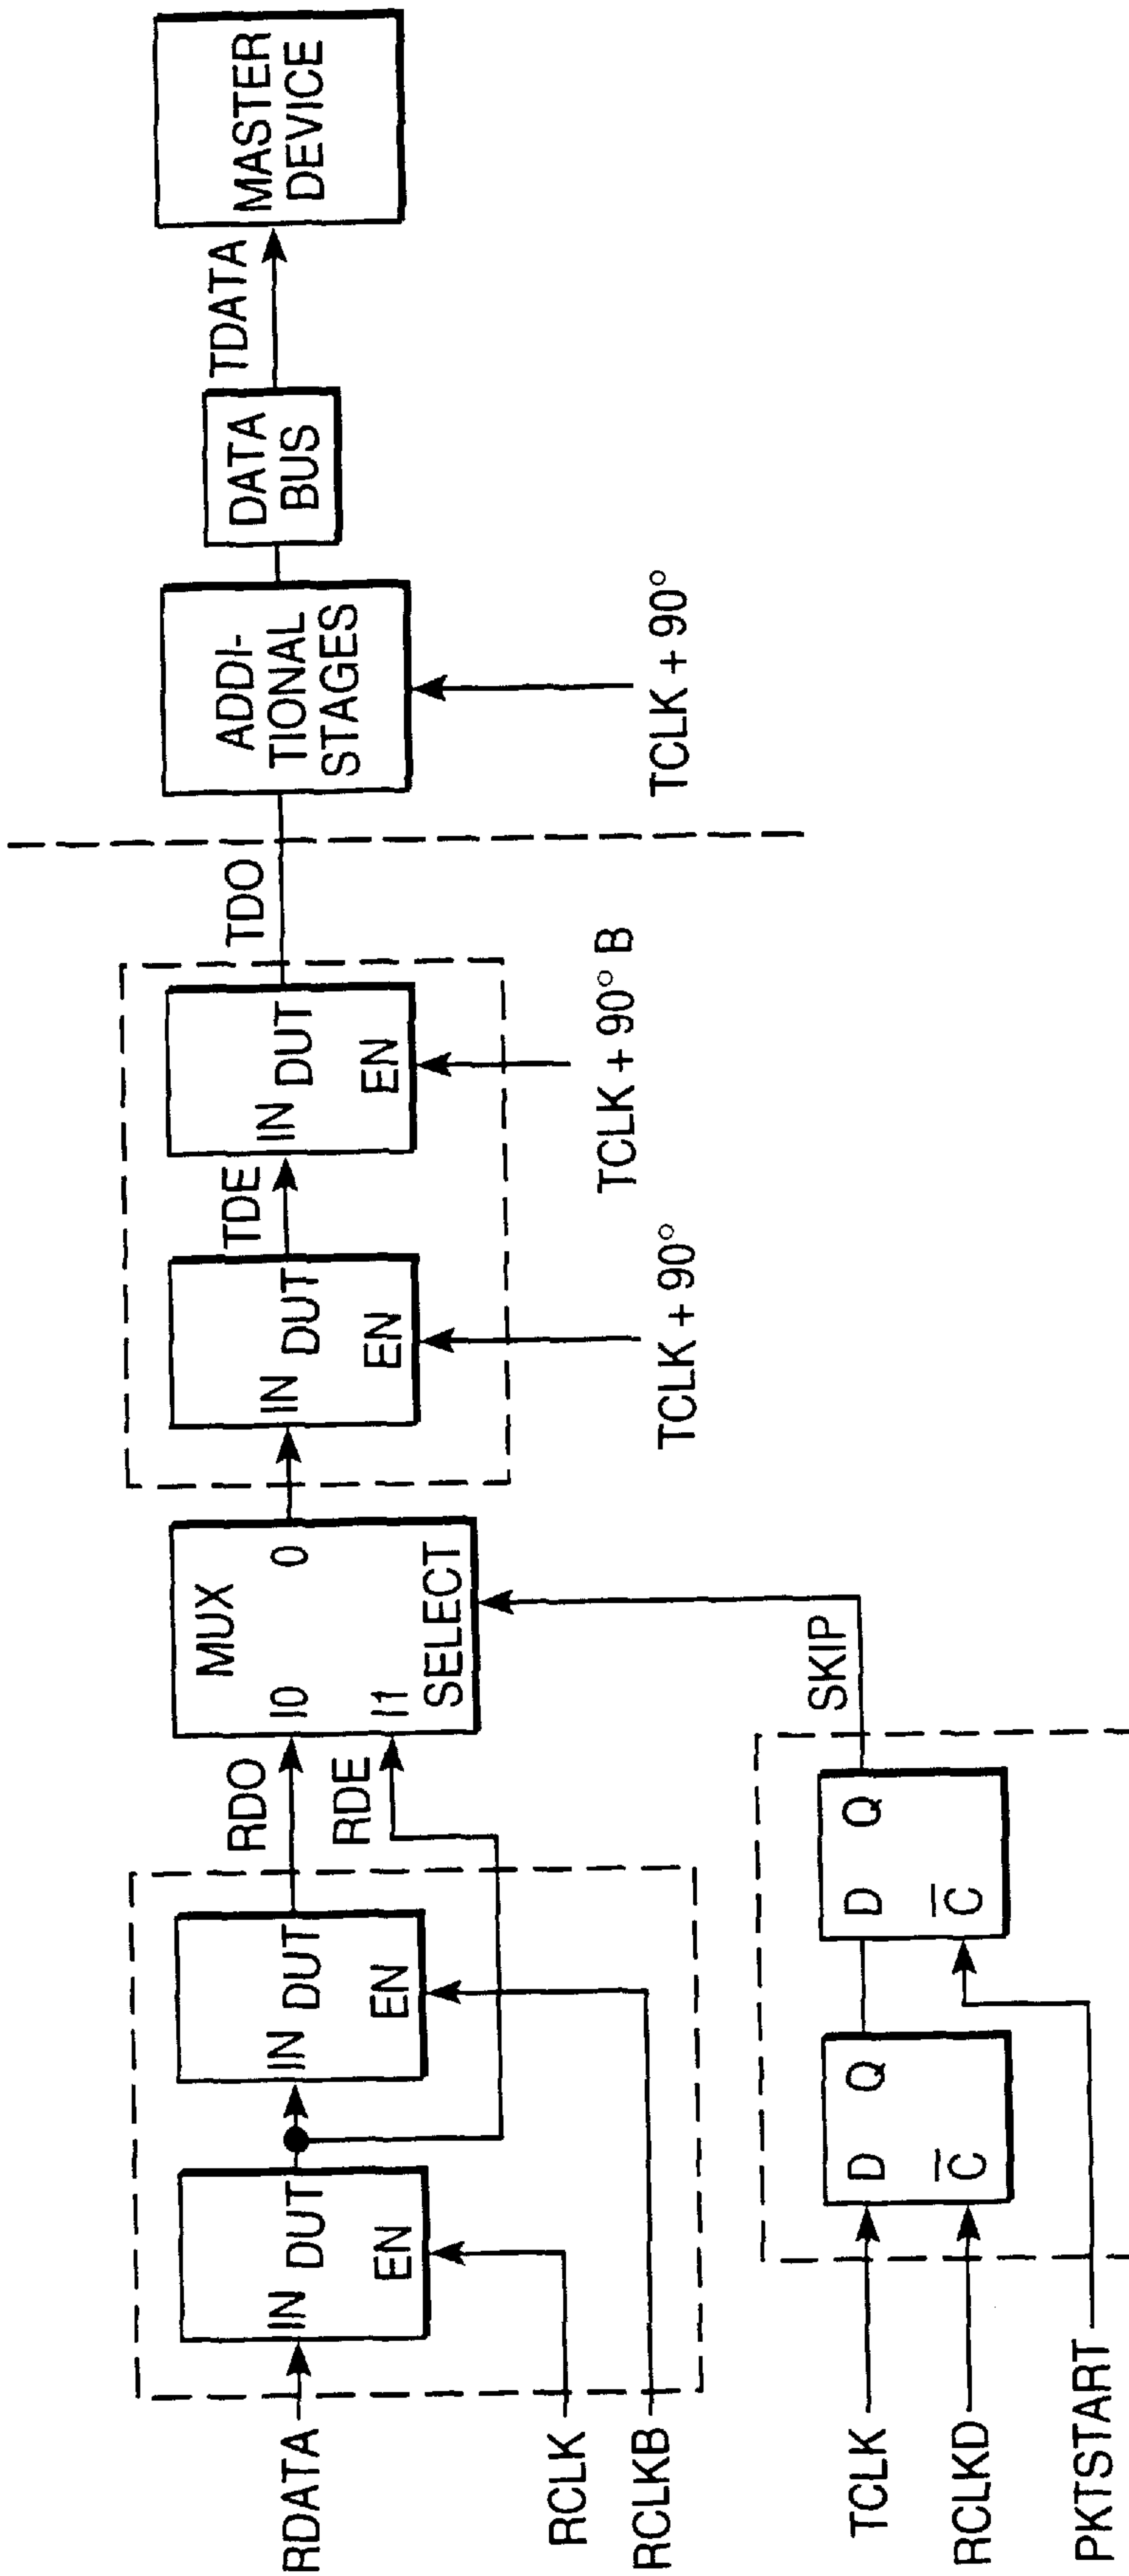 RDATA
IN
DUT
EN
RCLK
RCLKB
IN
DUT
EN
RDO
RDE
MUX
I0
I1
0
SELECT
IN
DUT
EN
TCLK + 90°
TDE
IN
DUT
EN
TCLK + 90° B
TDO
ADDI-
TIONAL
STAGES
TCLK + 90°
DATA
BUS
TDATA
MASTER
DEVICE
TCLK
RCLKD
PKTSTART
D
Q
C̅
D
Q
C̅
SKIP